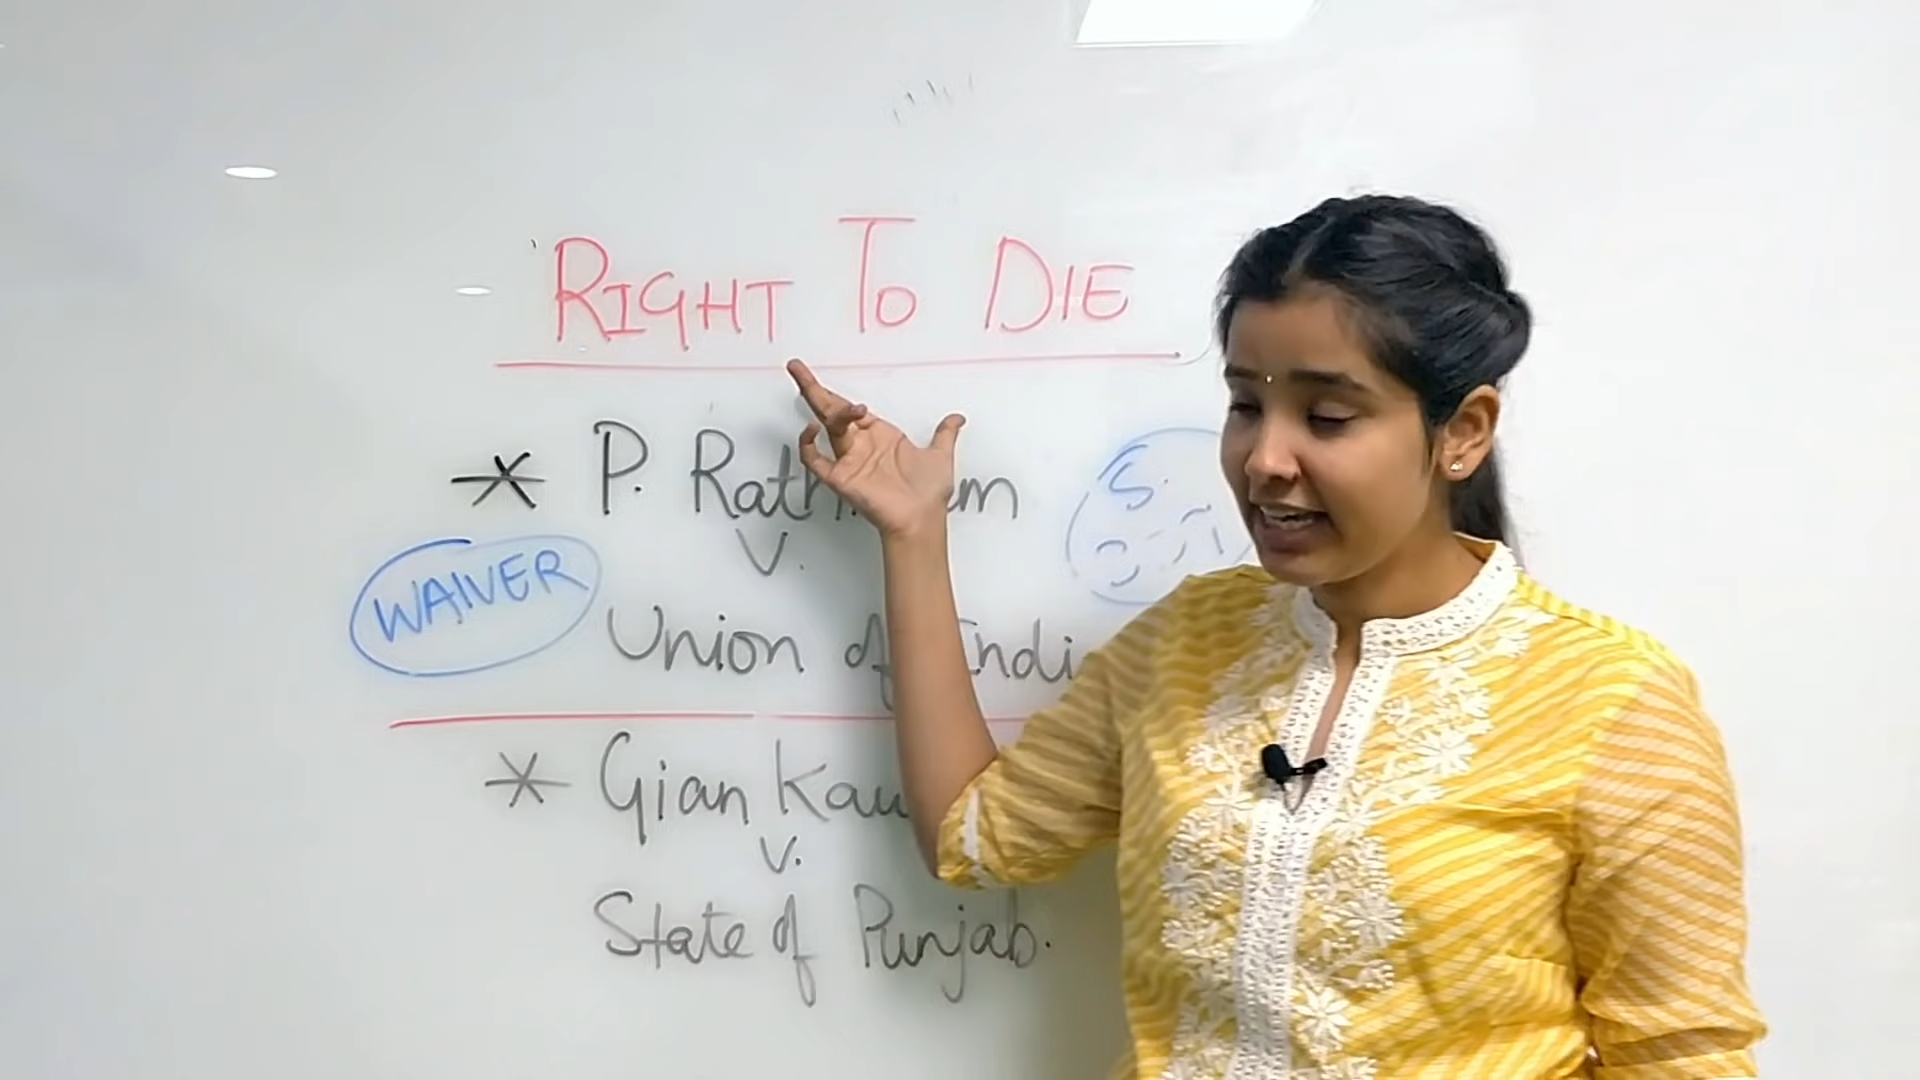 RIGHT TO DIE
* P. Rath m
V.
WAIVER
Union of Indi
* Gian Kau
V.
State of Punjab.